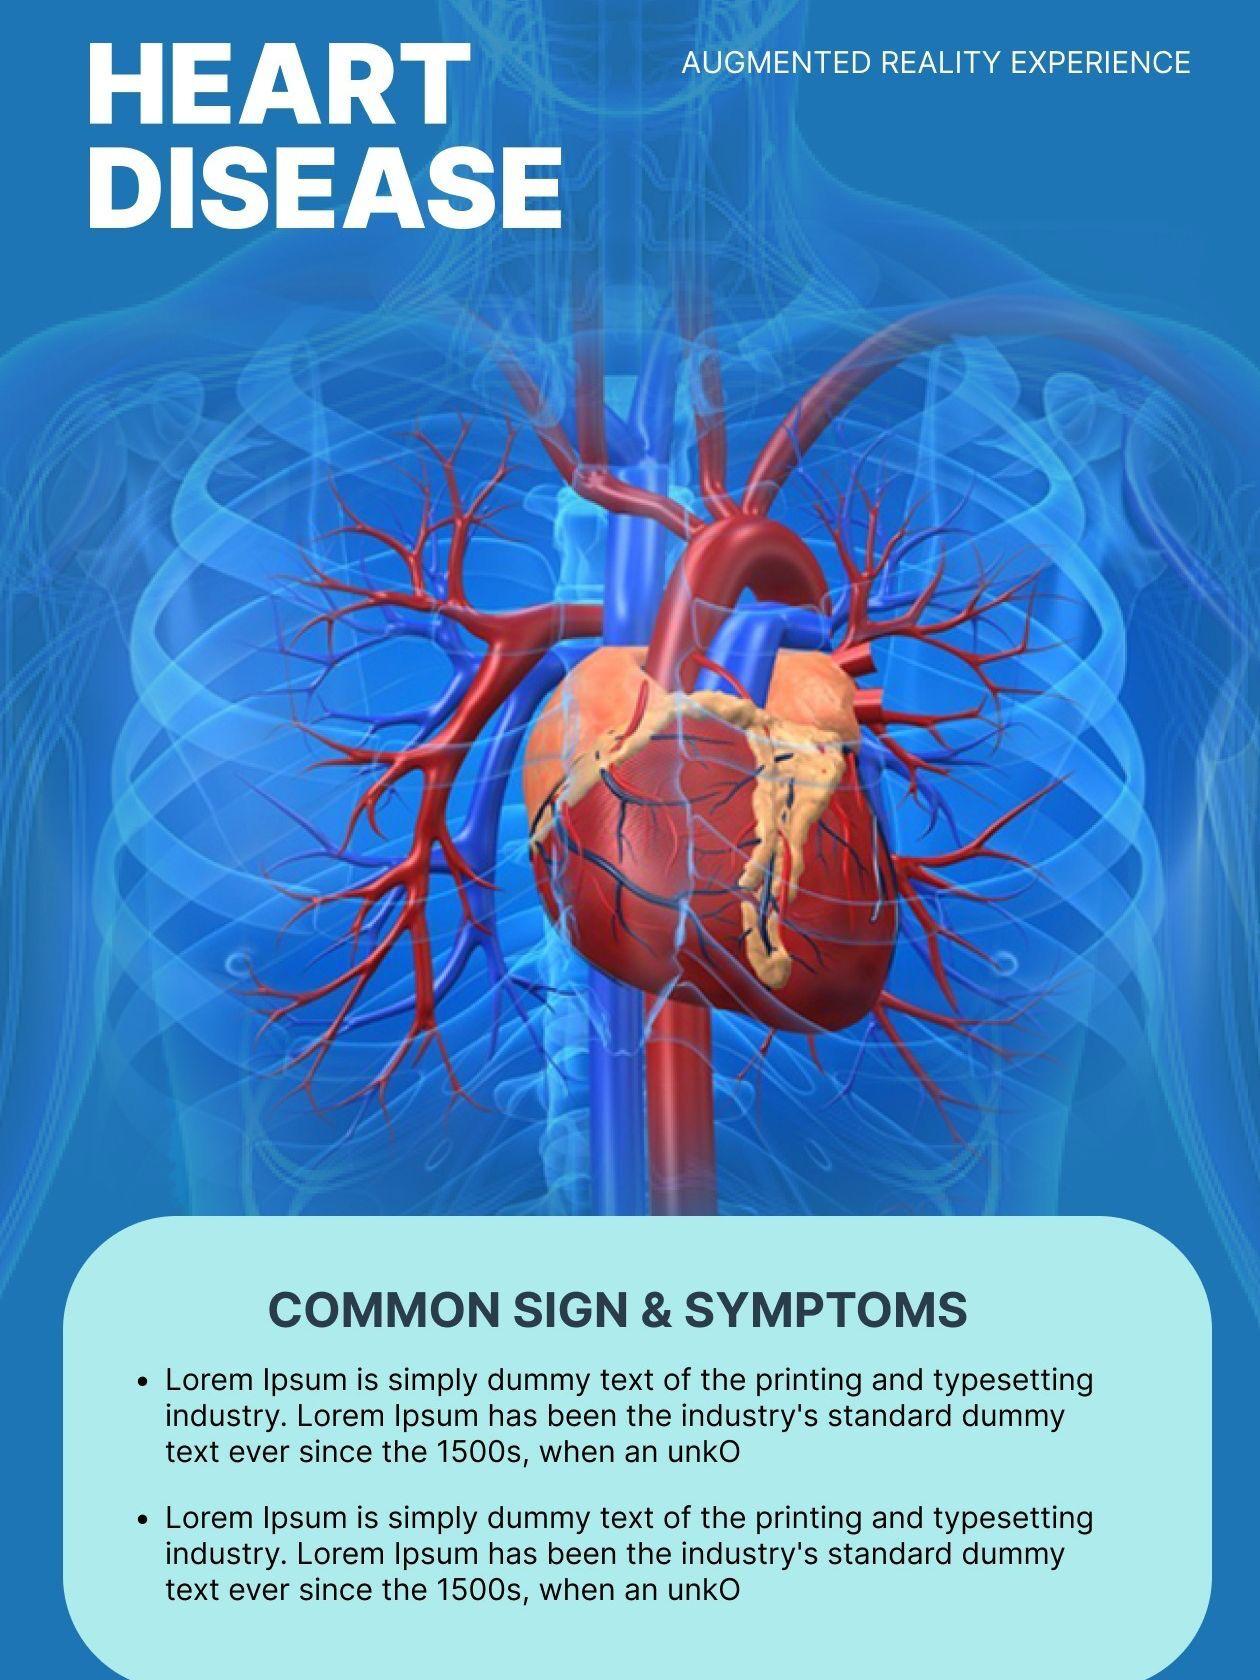 HEART
DISEASE
AUGMENTED REALITY EXPERIENCE
COMMON SIGN & SYMPTOMS
• Lorem Ipsum is simply dummy text of the printing and typesetting
industry. Lorem Ipsum has been the industry's standard dummy
text ever since the 1500s, when an unkO
• Lorem Ipsum is simply dummy text of the printing and typesetting
industry. Lorem Ipsum has been the industry's standard dummy
text ever since the 1500s, when an unkO